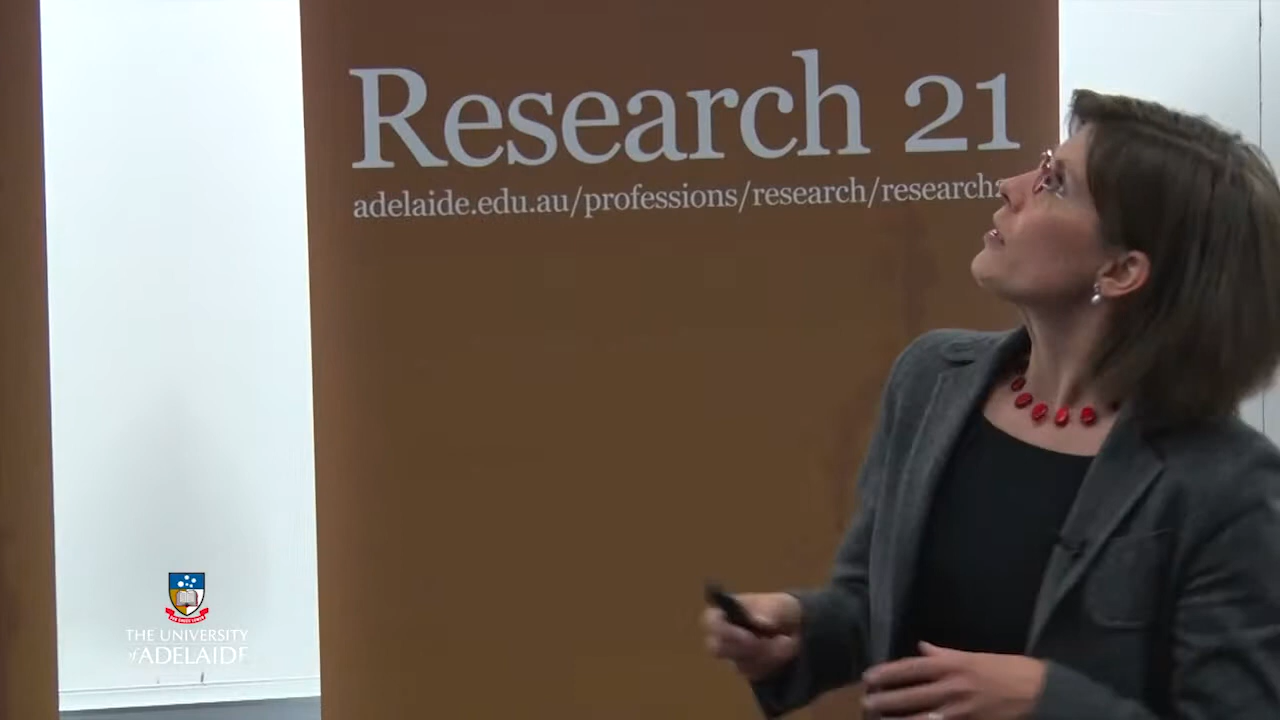 Research 21
adelaide.edu.au/professions/research/research
THE UNIVERSITY
of ADELAIDE